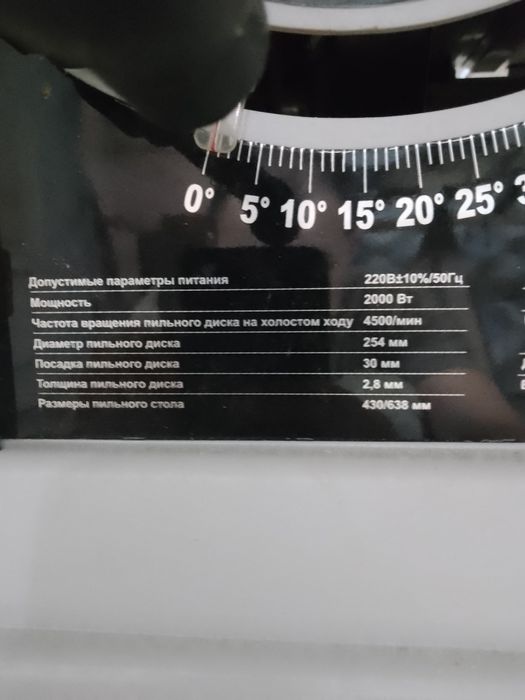 0° 5° 10° 15° 20° 25°
Допустимые параметры питания 220В±10%/50Гц
Мощность 2000 Вт
Частота вращения пильного диска на холостом ходу 4500/мин
Диаметр пильного диска 254 мм
Посадка пильного диска 30 мм
Толщина пильного диска 2,8 мм
Размеры пильного стола 430/638 мм